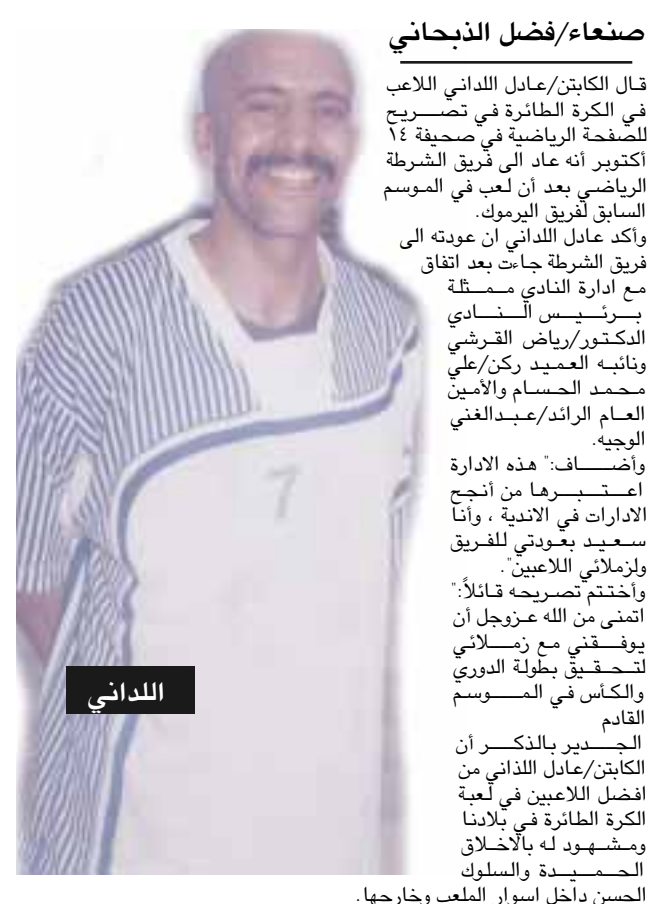 صنعاء/فضل الذبحاني
قال الكابتن/عادل اللداني اللاعب
في الكرة الطائرة في تصريح
للصفحة الرياضية في صحيفة ١٤
أكتوبر أنه عاد الى فريق الشرطة
الرياضي بعد أن لعب في الموسم
السابق لفريق اليرموك.
وأكد عادل اللداني ان عودته الى
فريق الشرطة جاءت بعد اتفاق
مع ادارة النادي ممثلة
برئيس النادي
الدكتور/رياض القرشي
ونائبه العميد ركن/علي
محمد الحسام والأمين
العام الرائد/عبدالغني
الوجيه.
وأضاف:" هذه الادارة
اعتبرها من أنجح
الادارات في الاندية ، وأنا
سعيد بعودتي للفريق
ولزملائي اللاعبين".
وأختتم تصريحه قائلاً:"
اتمنى من الله عزوجل أن
يوفقني مع زملائي
لتحقيق بطولة الدوري
والكأس في الموسم
القادم
الجدير بالذكر أن
الكابتن/عادل اللذاني من
افضل اللاعبين في لعبة
الكرة الطائرة في بلادنا
ومشهود له بالاخلاق
الحميدة والسلوك
الحسن داخل اسوار الملعب وخارجها.
7
اللداني